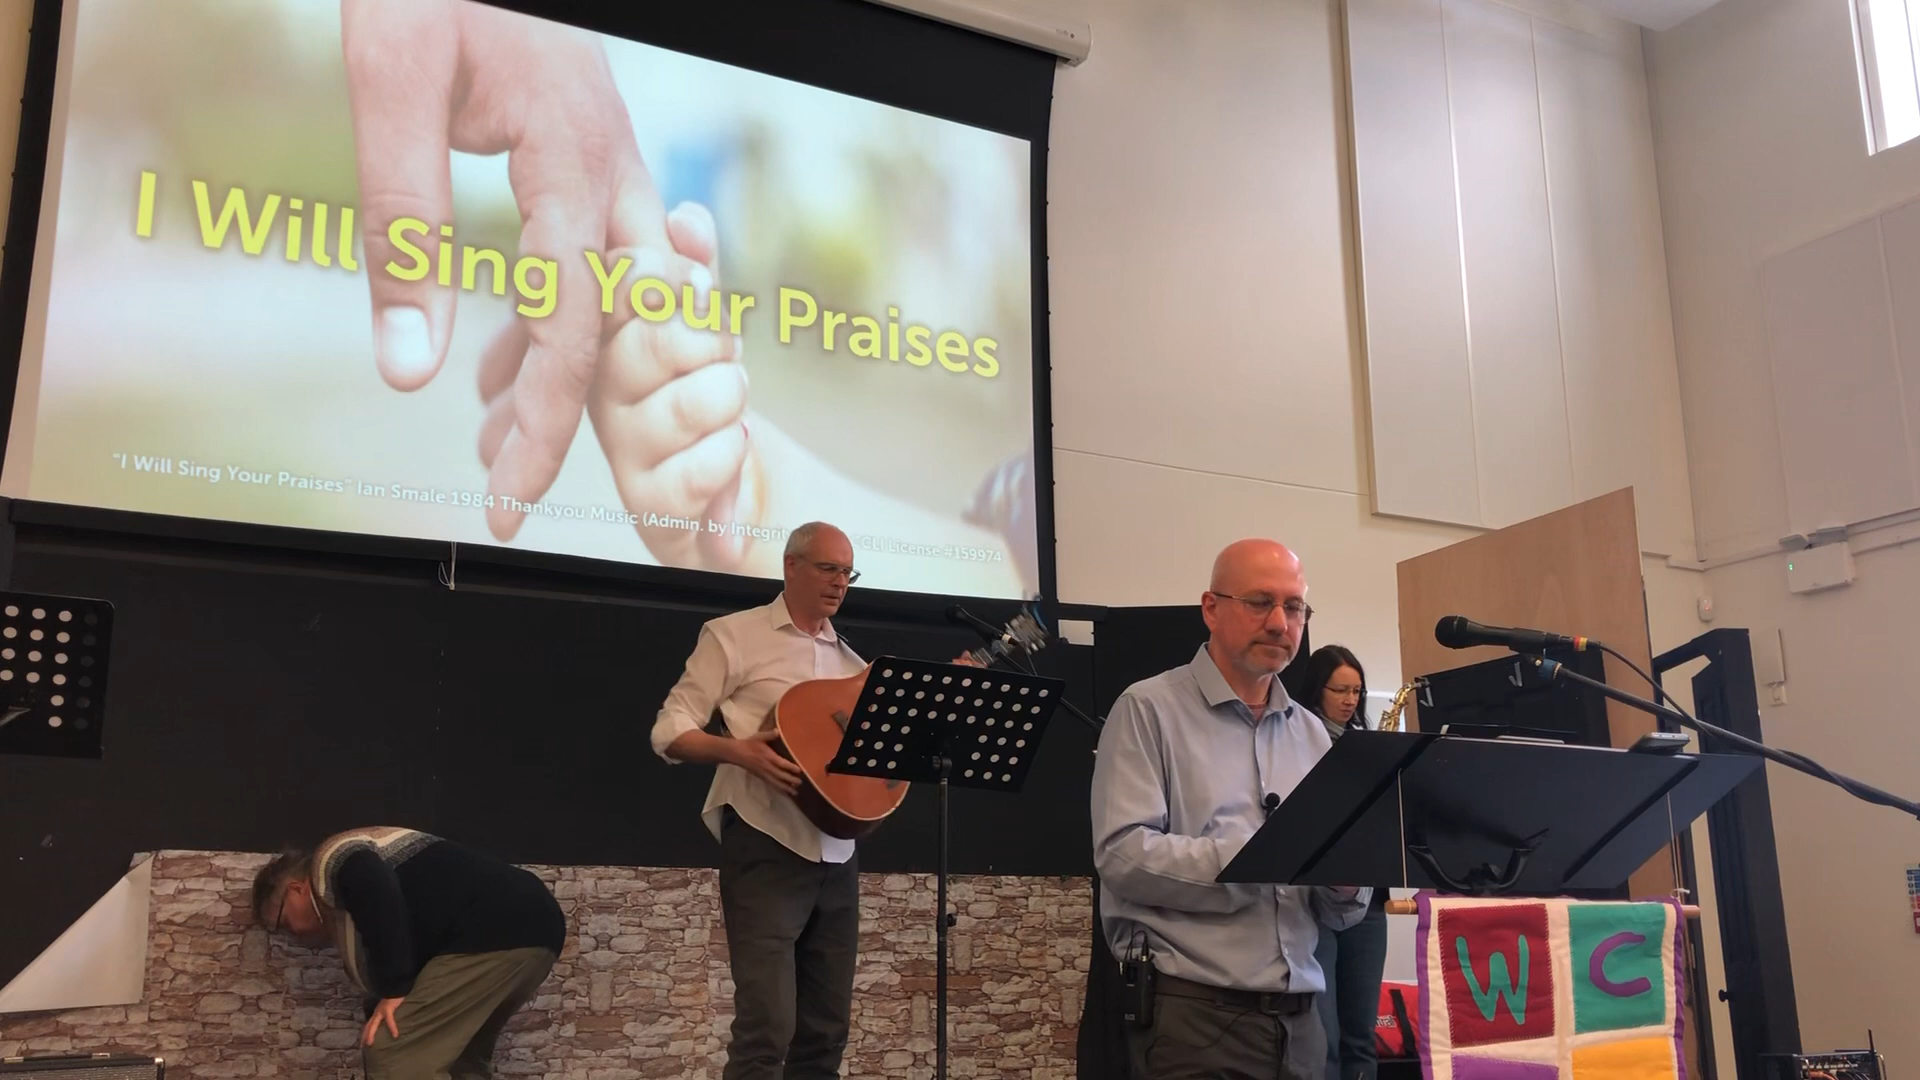 I Will Sing Your Praises
"I Will Sing Your Praises" Ian Smale 1984 Thankyou Music (Admin. by CCLI License #159974
W C